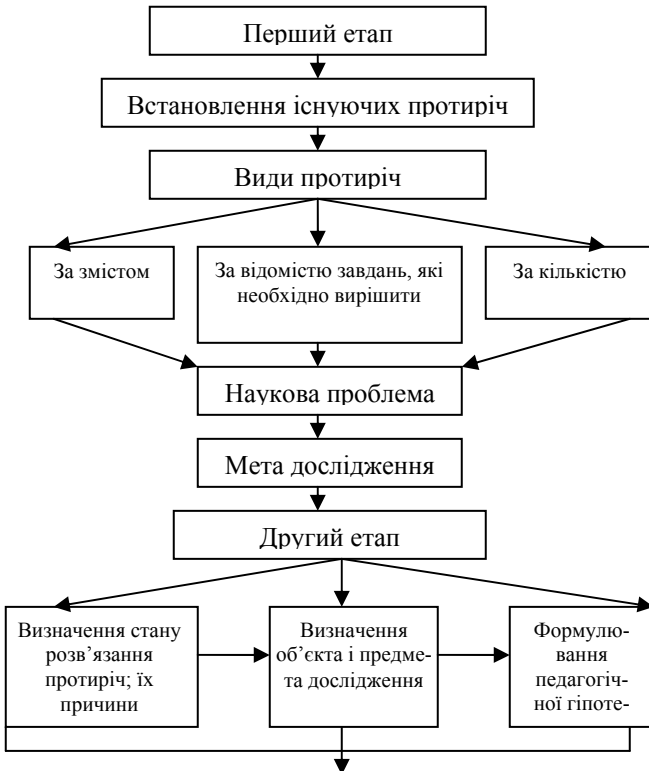 Перший етап
Встановлення існуючих протиріч
Види протиріч
За змістом
За відомістю завдань, які
необхідно вирішити
За кількістю
Наукова проблема
Мета дослідження
Другий етап
Визначення стану
розв’язання
протиріч; їх
причини
Визначення
об’єкта і предме-
та дослідження
Формулю-
вання
педагогіч-
ної гіпоте-